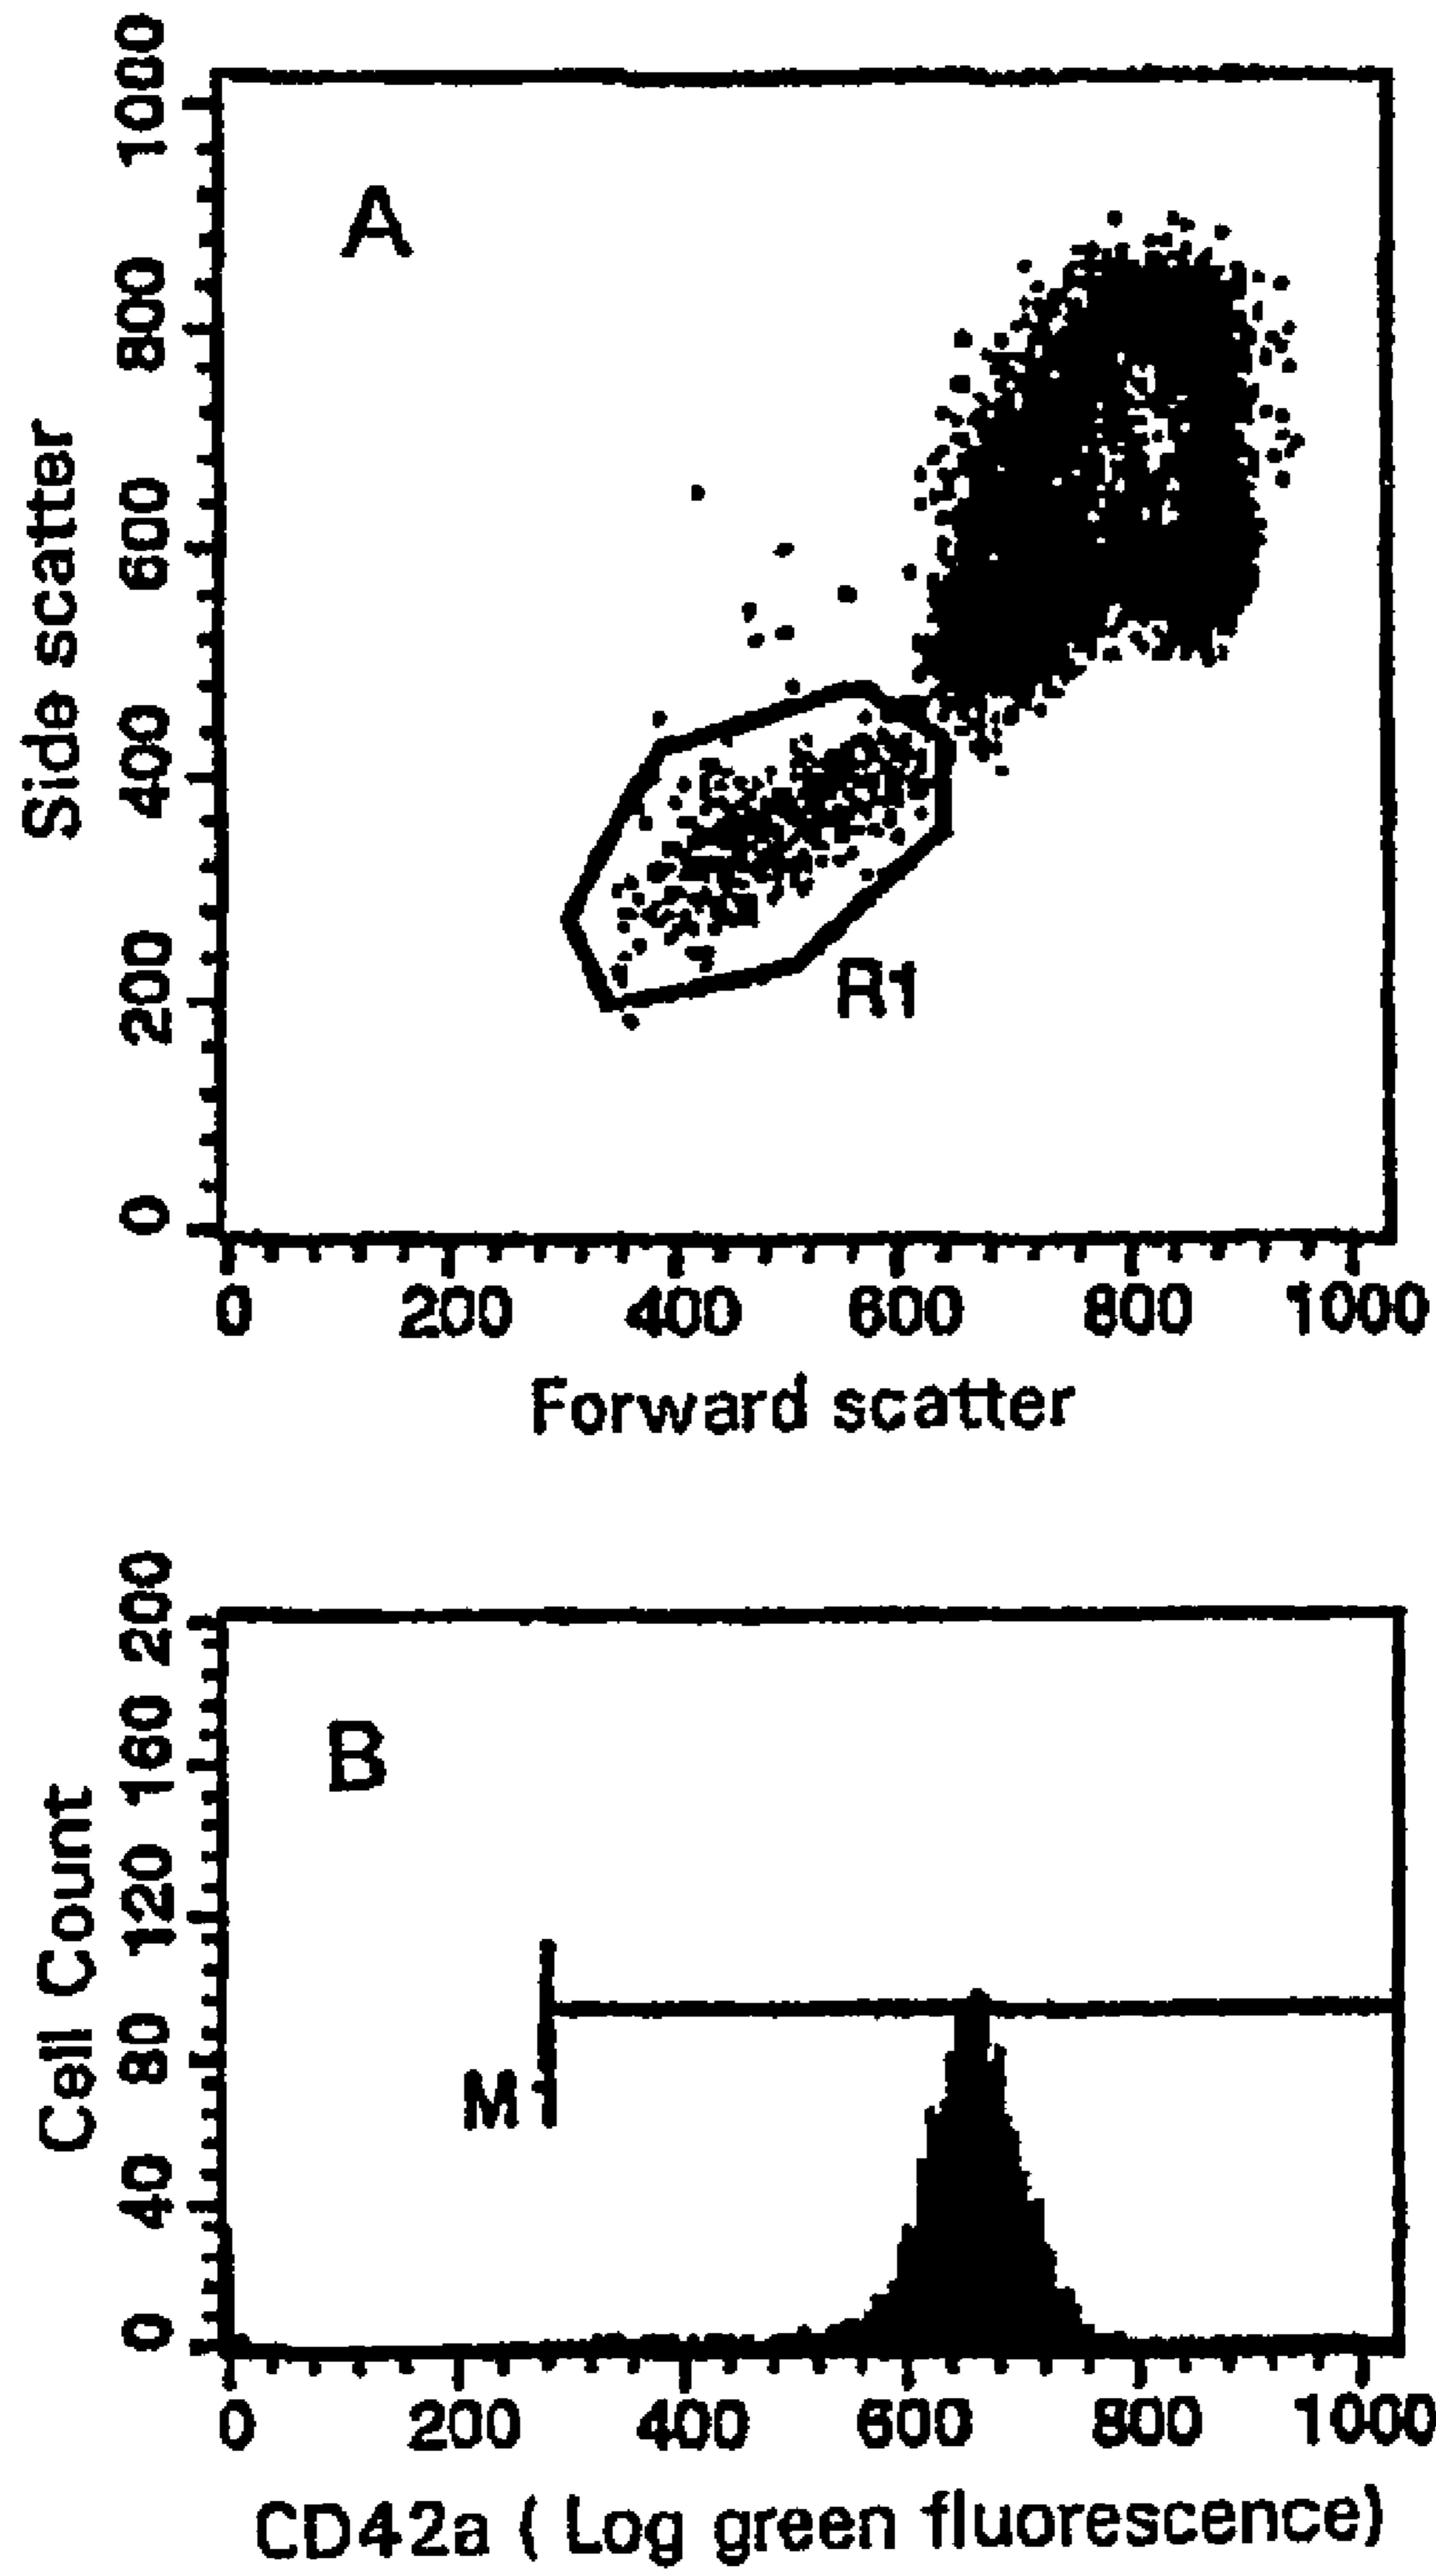 1000
800
600
400
200
0
Side scatter
A
R1
0 200 400 600 800 1000
Forward scatter
200
160
120
80
40
0
Cell Count
B
M1
0 200 400 600 800 1000
CD42a ( Log green fluorescence)